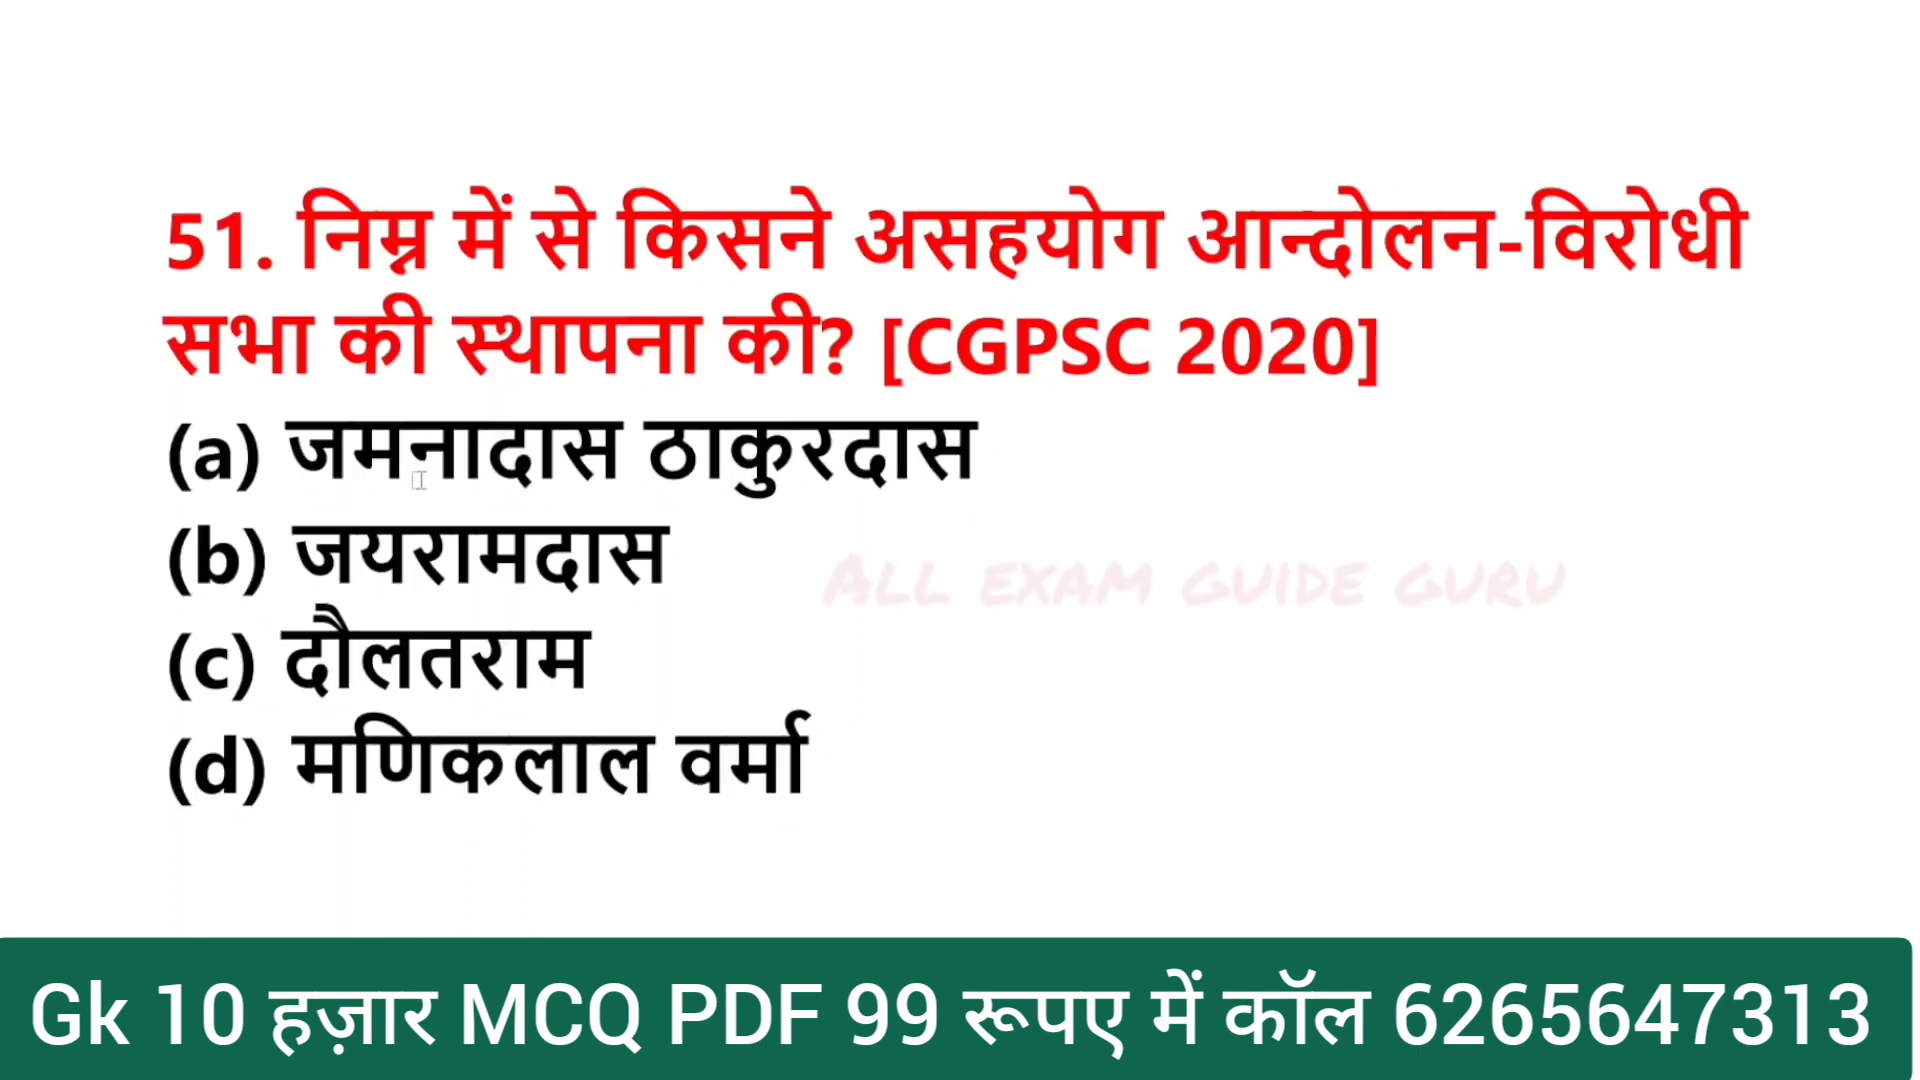 51. निम्न में से किसने असहयोग आन्दोलन-विरोधी
सभा की स्थापना की? [CGPSC 2020]
(a) जमनादास ठाकुरदास
(b) जयरामदास
(c) दौलतराम
(d) मणिकलाल वर्मा
ALL EXAM GUIDE GURU
Gk 10 हज़ार MCQ PDF 99 रूपए में कॉल 6265647313